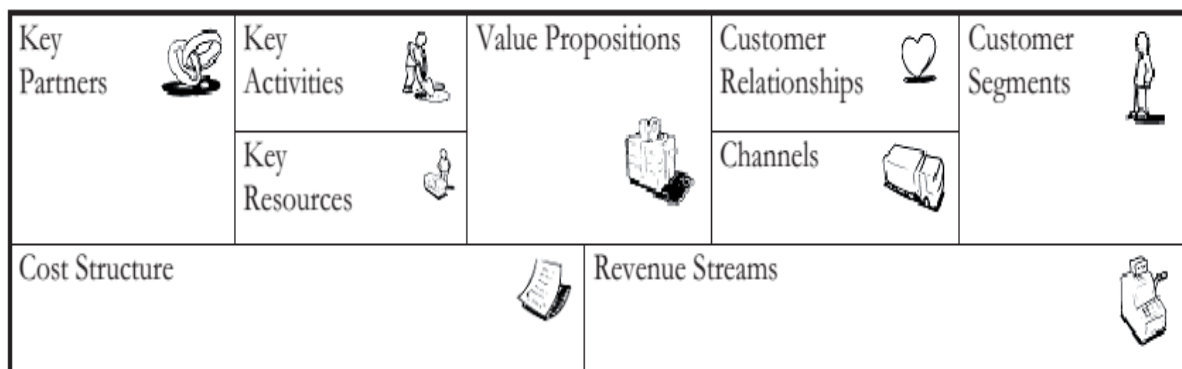 Key
Partners
Key
Activities
Key
Resources
Value Propositions
Customer
Relationships
Channels
Customer
Segments
Cost Structure
Revenue Streams